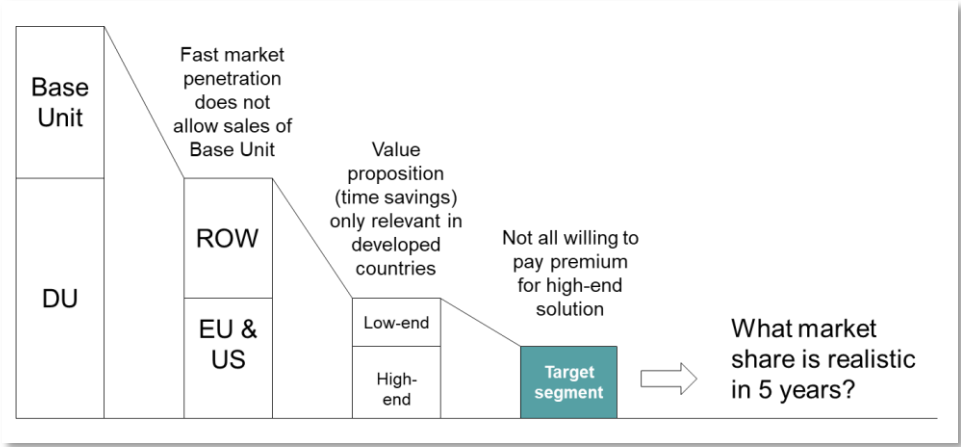 Base
Unit
DU
Fast market
penetration
does not
allow sales of
Base Unit
ROW
EU &
US
Value
proposition
(time savings)
only relevant in
developed
countries
Low-end
High-
end
Not all willing to
pay premium
for high-end
solution
Target
segment
What market
share is realistic
in 5 years?